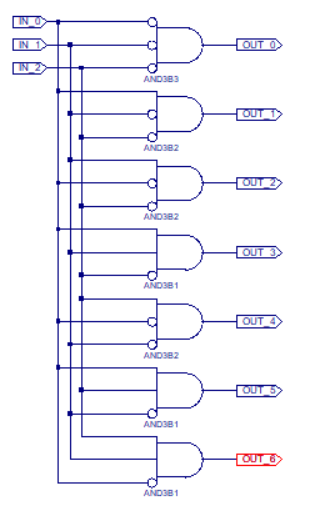 IN_0
OUT_0
IN_1
IN_2
AND3B3
OUT_1
AND3B2
OUT_2
AND3B2
OUT_3
AND3B1
OUT_4
AND3B2
OUT_5
AND3B1
OUT_6
AND3B1